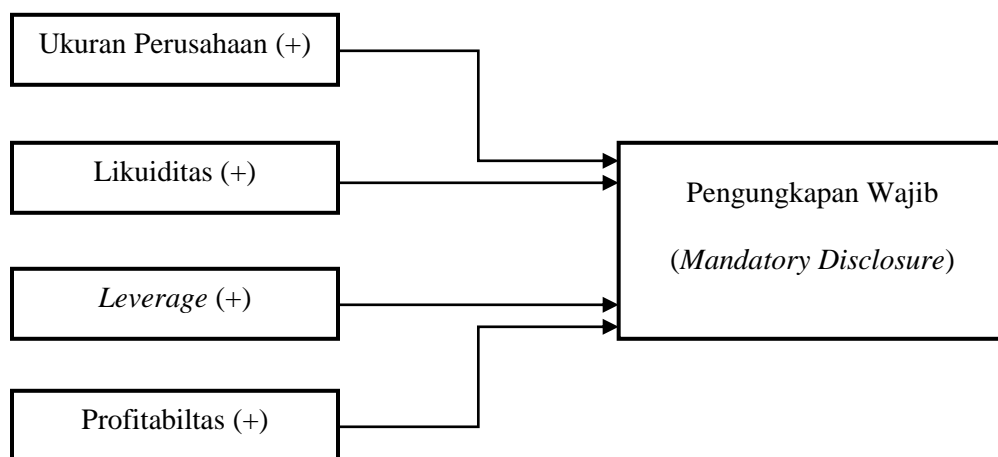 Ukuran Perusahaan (+)
Likuiditas (+)
Leverage (+)
Profitabiltas (+)
Pengungkapan Wajib
(Mandatory Disclosure)